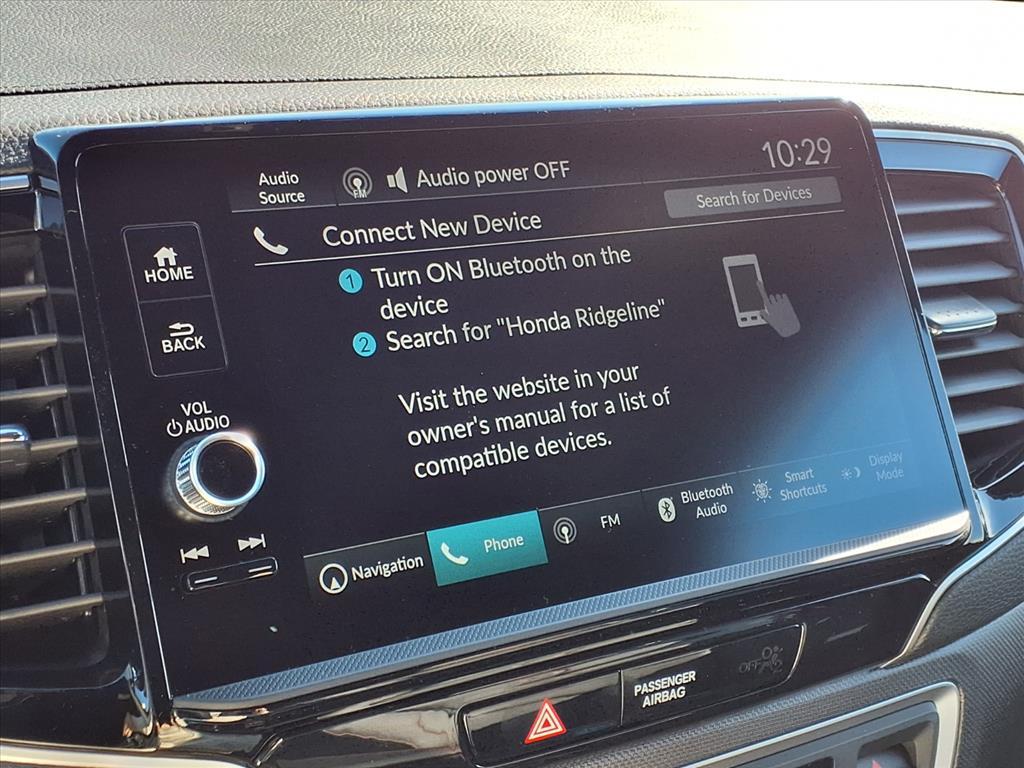 Audio
Source
FM
Audio power OFF
10:29
Connect New Device
Search for Devices
1 Turn ON Bluetooth on the
device
2 Search for "Honda Ridgeline"
Visit the website in your
owner's manual for a list of
compatible devices.
HOME
BACK
VOL
AUDIO
Navigation
Phone
FM
Bluetooth
Audio
Smart
Shortcuts
Display
Mode
PASSENGER
AIRBAG
OFF